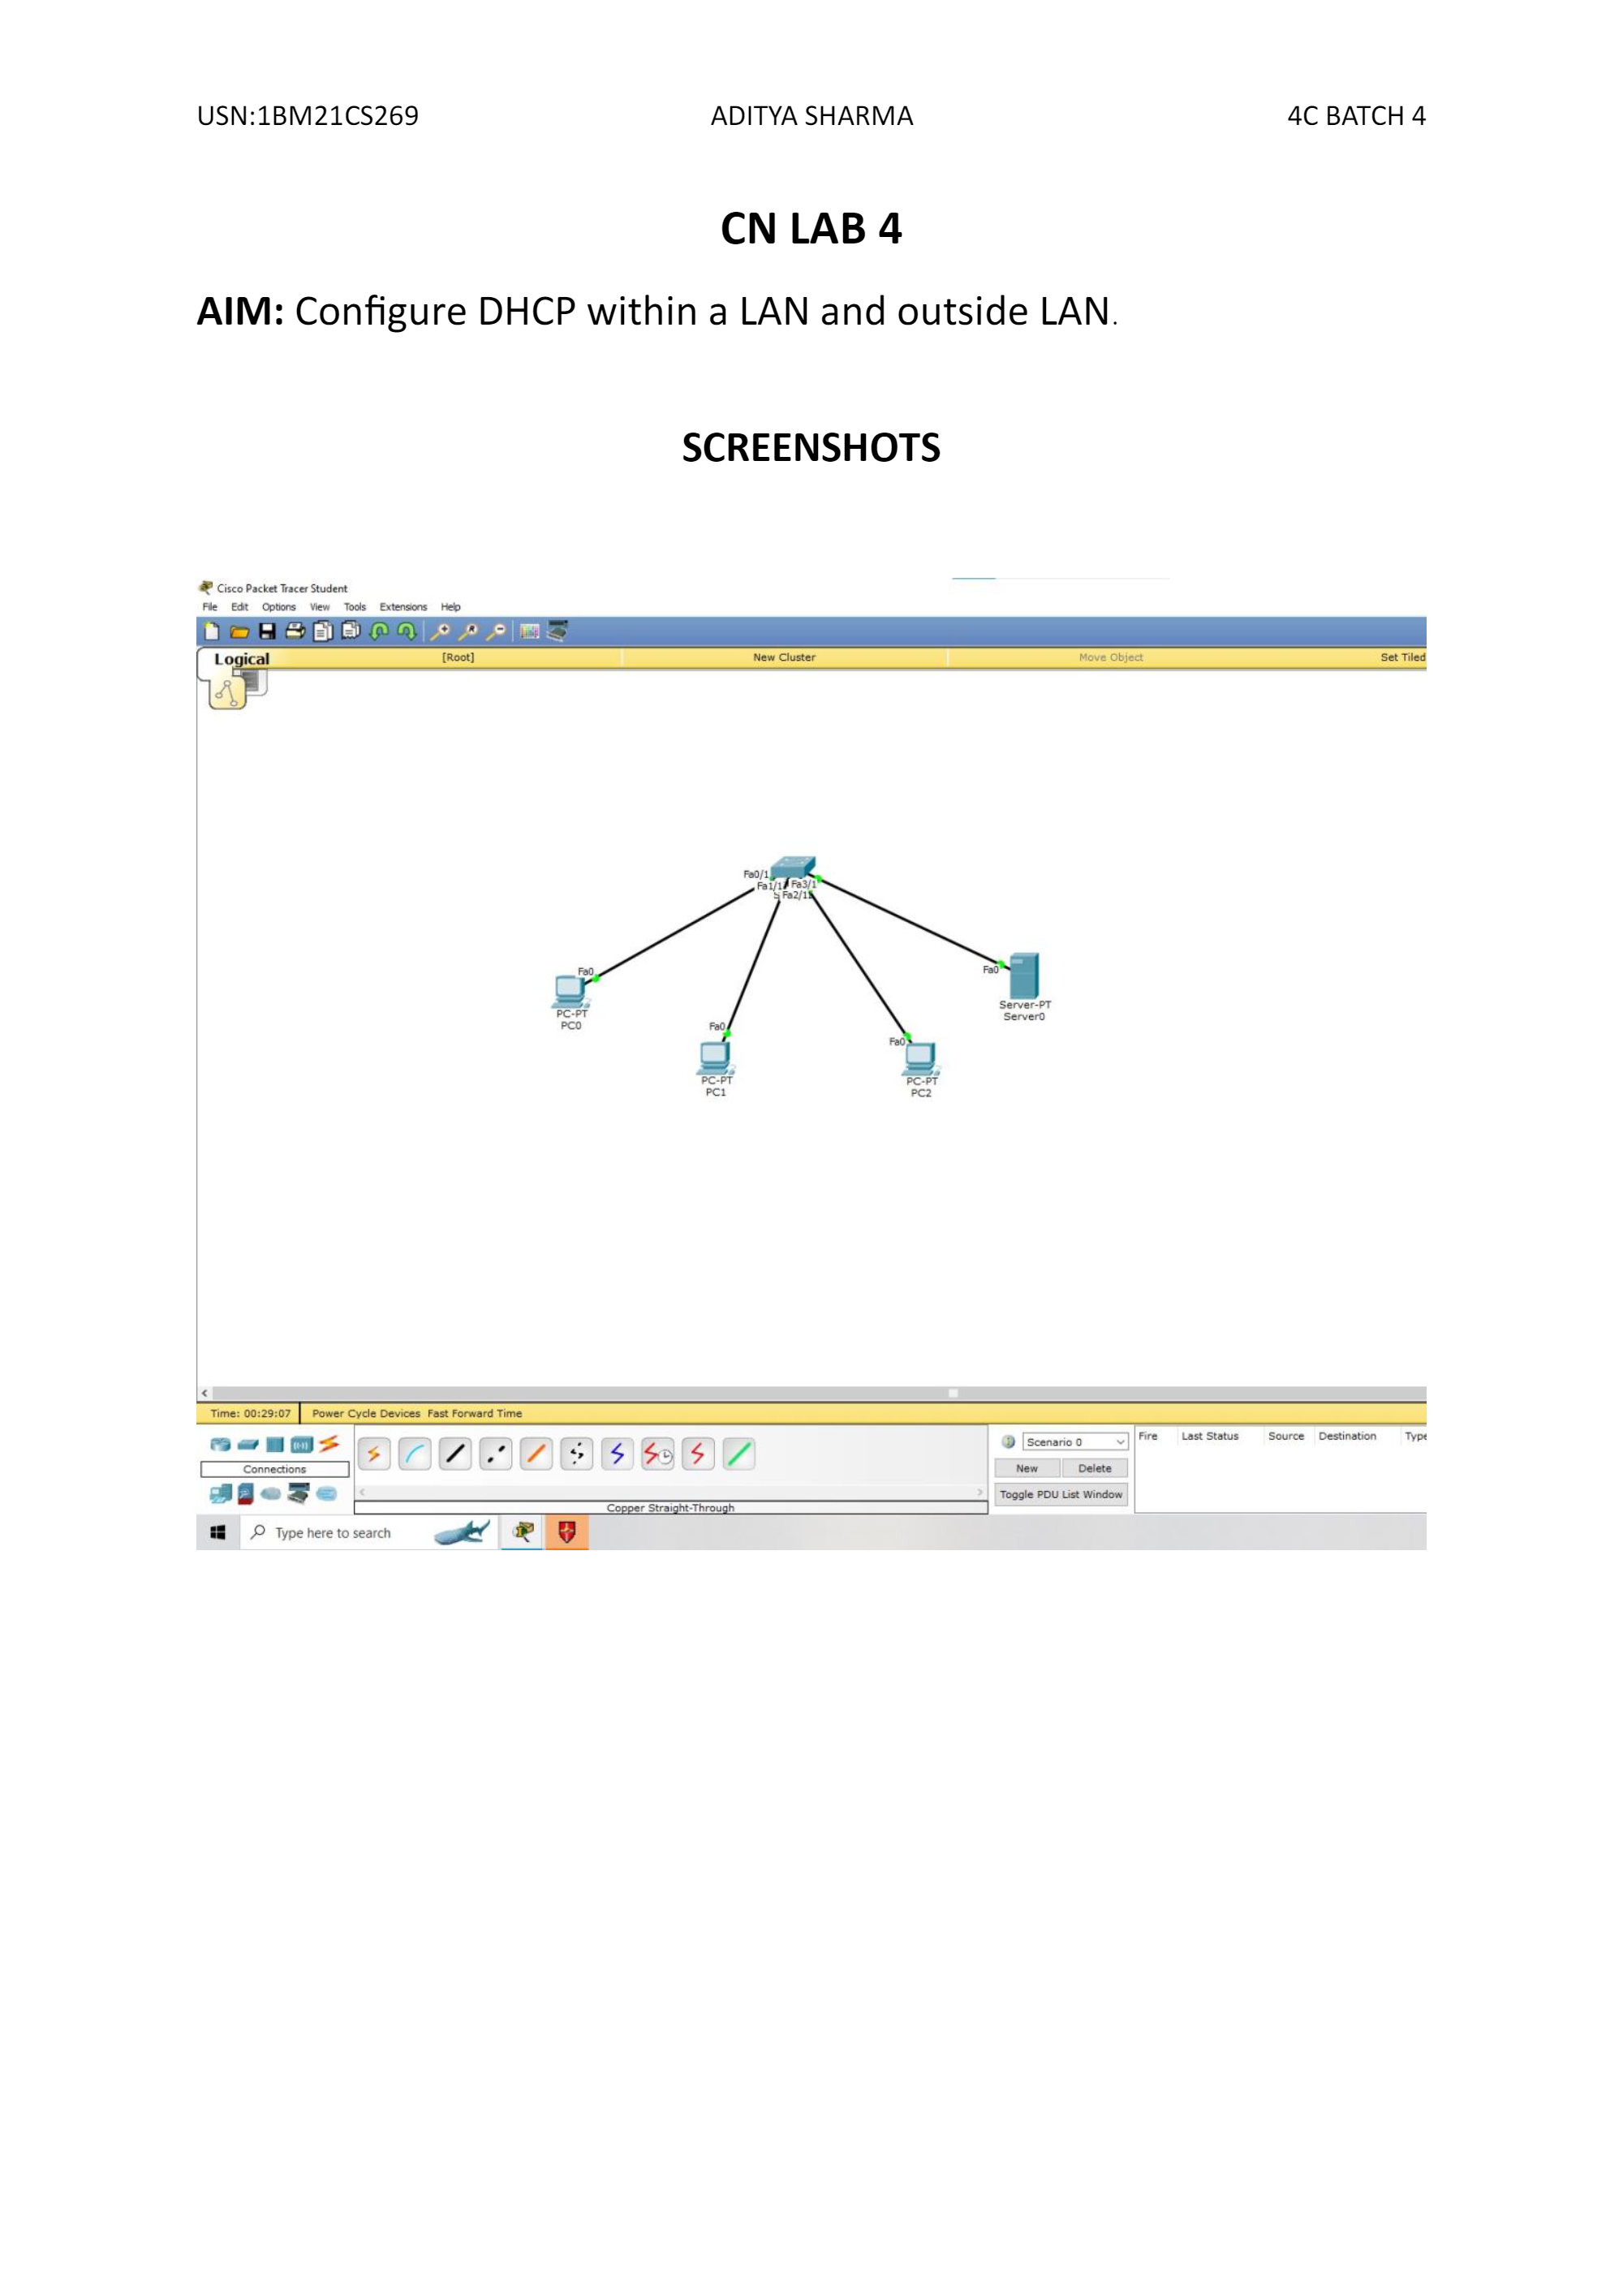 USN:1BM21CS269 ADITYA SHARMA 4C BATCH 4
CN LAB 4
AIM: Configure DHCP within a LAN and outside LAN.
SCREENSHOTS
Cisco Packet Tracer Student
File Edit Options View Tools Extensions Help
Logical [Root] New Cluster Move Object Set Tiled
Fa0/1
Fa1/1 Fa3/1
Fa2/1
Fa0
Fa0
Server-PT
Server0
PC-PT
PC0
Fa0
Fa0
PC-PT
PC1
PC-PT
PC2
Time: 00:29:07 Power Cycle Devices Fast Forward Time
Connections
Copper Straight-Through
Scenario 0
New Delete
Toggle PDU List Window
Fire Last Status Source Destination Type
Type here to search